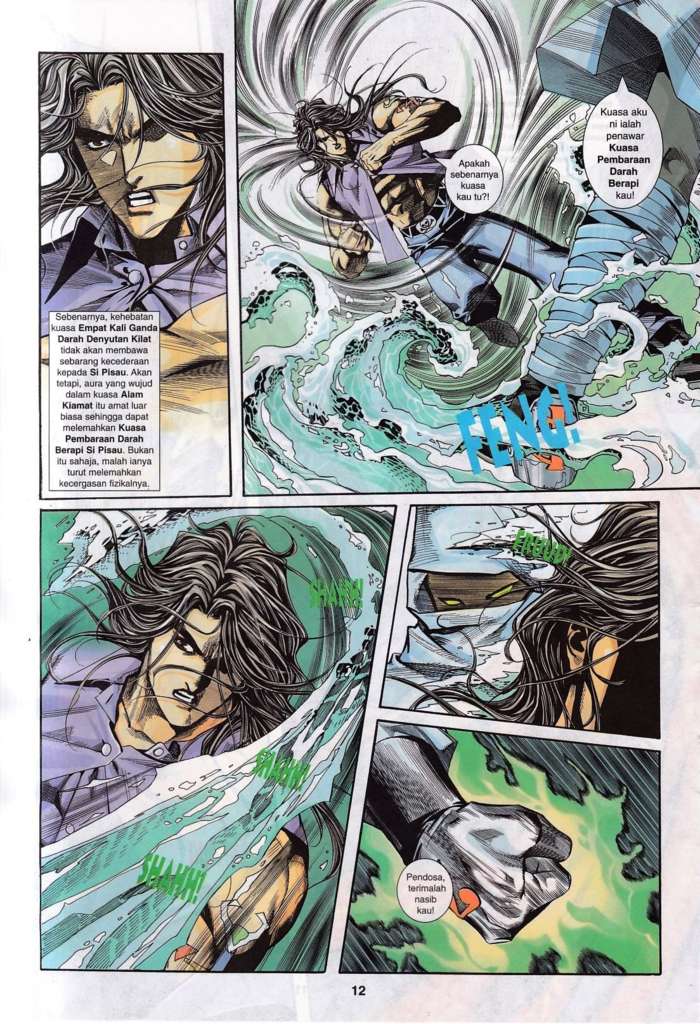 Sebenarnya, kehebatan
kuasa Empat Kali Ganda
Darah Denyutan Kilat
tidak akan membawa
sebarang kecederaan
kepada Si Pisau. Akan
tetapi, aura yang wujud
dalam kuasa Alam
Kiamat itu amat luar
biasa sehingga dapat
melemahkan Kuasa
Pembaraan Darah
Berapi Si Pisau. Bukan
itu sahaja, malah ianya
turut melemahkan
kecergasan fizikalnya.
Apakah
sebenarnya
kuasa
kau tu?!
Kuasa aku
ni ialah
penawar
Kuasa
Pembaraan
Darah
Berapi
kau!
FENG!
SHAHH!
SHAHH!
SHAHH!
Pendosa,
terimalah
nasib
kau!
12